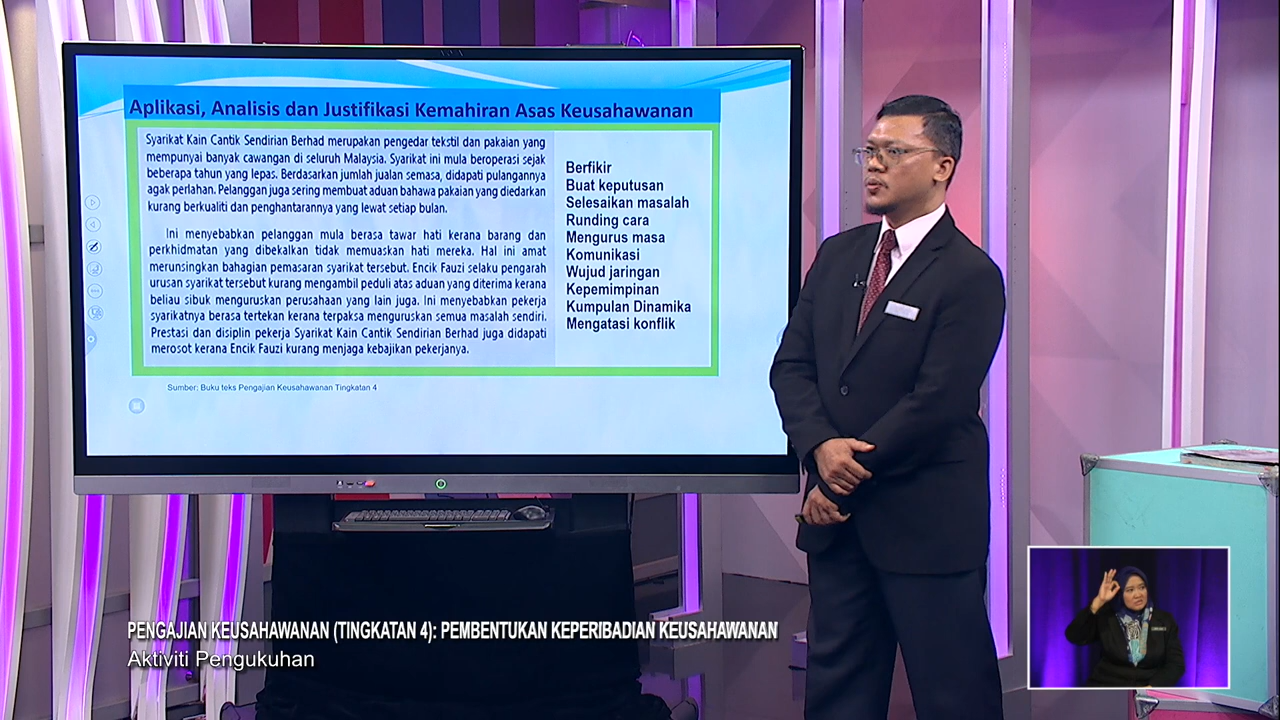 Aplikasi, Analisis dan Justifikasi Kemahiran Asas Keusahawanan
Syarikat Kain Cantik Sendirian Berhad merupakan pengedar tekstil dan pakaian yang
mempunyai banyak cawangan di seluruh Malaysia. Syarikat ini mula beroperasi sejak
beberapa tahun yang lepas. Berdasarkan jumlah jualan semasa, didapati pulangannya
agak perlahan. Pelanggan juga sering membuat aduan bahawa pakaian yang diedarkan
kurang berkualiti dan penghantarannya yang lewat setiap bulan.
Ini menyebabkan pelanggan mula berasa tawar hati kerana barang dan
perkhidmatan yang dibekalkan tidak memuaskan hati mereka. Hal ini amat
merunsingkan bahagian pemasaran syarikat tersebut. Encik Fauzi selaku pengarah
urusan syarikat tersebut kurang mengambil peduli atas aduan yang diterima kerana
beliau sibuk menguruskan perusahaan yang lain juga. Ini menyebabkan pekerja
syarikatnya berasa tertekan kerana terpaksa menguruskan semua masalah sendiri.
Prestasi dan disiplin pekerja Syarikat Kain Cantik Sendirian Berhad juga didapati
merosot kerana Encik Fauzi kurang menjaga kebajikan pekerjanya.
Berfikir
Buat keputusan
Selesaikan masalah
Runding cara
Mengurus masa
Komunikasi
Wujud jaringan
Kepemimpinan
Kumpulan Dinamika
Mengatasi konflik
Sumber: Buku teks Pengajian Keusahawanan Tingkatan 4
PENGAJIAN KEUSAHAWANAN (TINGKATAN 4): PEMBENTUKAN KEPERIBADIAN KEUSAHAWANAN
Aktiviti Pengukuhan